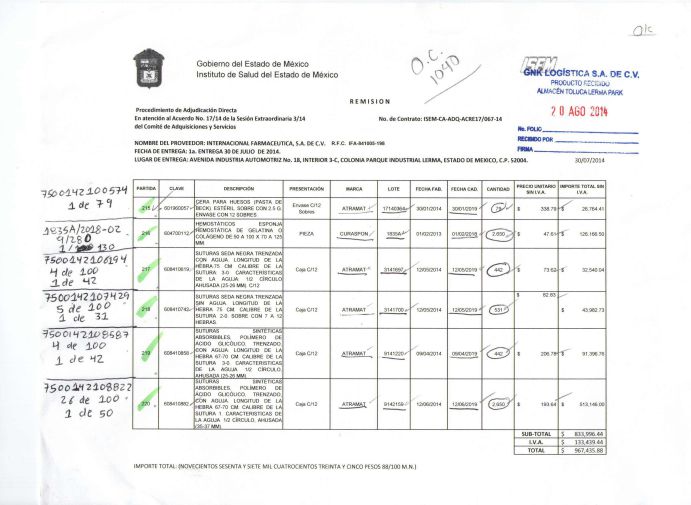 OK
Gobierno del Estado de México
Instituto de Salud del Estado de México
O.C.
1040
ISEM
GNK LOGÍSTICA S.A. DE C.V.
PRODUCTO RECIBIDO
ALMACÉN TOLUCA LERMA PARK
20 AGO 2014
No. FOLIO
RECIBIDO POR
FIRMA
REMISION
Procedimiento de Adjudicación Directa
En atención al Acuerdo No. 17/14 de la Sesión Extraordinaria 3/14
del Comité de Adquisiciones y Servicios
No. de Contrato: ISEM-CA-ADQ-ACRE17/067-14
NOMBRE DEL PROVEEDOR: INTERNACIONAL FARMACEUTICA, S.A. DE C.V. R.F.C. IFA-841005-198
FECHA DE ENTREGA: 1a. ENTREGA 30 DE JULIO DE 2014.
LUGAR DE ENTREGA: AVENIDA INDUSTRIA AUTOMOTRIZ No. 18, INTERIOR 3-C, COLONIA PARQUE INDUSTRIAL LERMA, ESTADO DE MEXICO, C.P. 52004.
30/07/2014
PARTIDA CLAVE DESCRIPCIÓN PRESENTACIÓN MARCA LOTE FECHA FAB. FECHA CAD. CANTIDAD PRECIO UNITARIO SIN I.V.A. IMPORTE TOTAL SIN I.V.A.
7500142100574
1 de 79
215 601960057 CERA PARA HUESOS (PASTA DE BECK). ESTÉRIL SOBRE CON 2.5 G. ENVASE CON 12 SOBRES Envase C/12 Sobres ATRAMAT 17140364 30/01/2014 30/01/2019 79 $ 338.79 $ 26,764.41
1835A/2018-02
9/280
1/130
216 604700112 HEMOSTÁTICOS ESPONJA HEMOSTÁTICA DE GELATINA O COLÁGENO DE 50 A 100 X 70 A 125 MM PIEZA CURASPON 1835A 01/02/2013 01/02/2018 2,650 $ 47.61 $ 126,166.50
7500142106194
4 de 100
1 de 42
217 608410619 SUTURAS SEDA NEGRA TRENZADA CON AGUJA LONGITUD DE LA HEBRA 75 CM CALIBRE DE LA SUTURA 3-0 CARACTERISTICAS DE LA AGUJA 1/2 CÍRCULO AHUSADA (25-26 MM) C/12 Caja C/12 ATRAMAT 3141697 12/05/2014 12/05/2019 442 $ 73.62 $ 32,540.04
7500142107429
5 de 100
1 de 31
218 608410742 SUTURAS SEDA NEGRA TRENZADA SIN AGUJA LONGITUD DE LA HEBRA 75 CM. CALIBRE DE LA SUTURA 2-0 SOBRE CON 7 A 12 HEBRAS. Caja C/12 ATRAMAT 3141700 12/05/2014 12/05/2019 531 $ 82.83 $ 43,982.73
7500142108587
4 de 100
1 de 42
219 608410858 SUTURAS SINTÉTICAS ABSORBIBLES, POLÍMERO DE ÁCIDO GLICÓLICO, TRENZADO, CON AGUJA LONGITUD DE LA HEBRA 67-70 CM CALIBRE DE LA SUTURA 3-0 CARACTERISTICAS DE LA AGUJA 1/2 CÍRCULO, AHUSADA (25-26 MM) Caja C/12 ATRAMAT 9141220 09/04/2014 09/04/2019 442 $ 206.78 $ 91,396.76
7500142108822
26 de 100
1 de 50
220 608410882 SUTURAS SINTETICAS ABSORBIBLES, POLIMERO DE ACIDO GLICOLICO, TRENZADA, CON AGUJA LONGITUD DE LA HEBRA 67-70 CM CALIBRE DE LA SUTURA 1 CARACTERISTICAS DE LA AGUJA 1/2 CÍRCULO, AHUSADA (35-37 MM) Caja C/12 ATRAMAT 9142159 12/06/2014 12/06/2019 2,650 $ 193.64 $ 513,146.00
SUB-TOTAL $ 833,996.44
I.V.A. $ 133,439.44
TOTAL $ 967,435.88
IMPORTE TOTAL: (NOVECIENTOS SESENTA Y SIETE MIL CUATROCIENTOS TREINTA Y CINCO PESOS 88/100 M.N.)